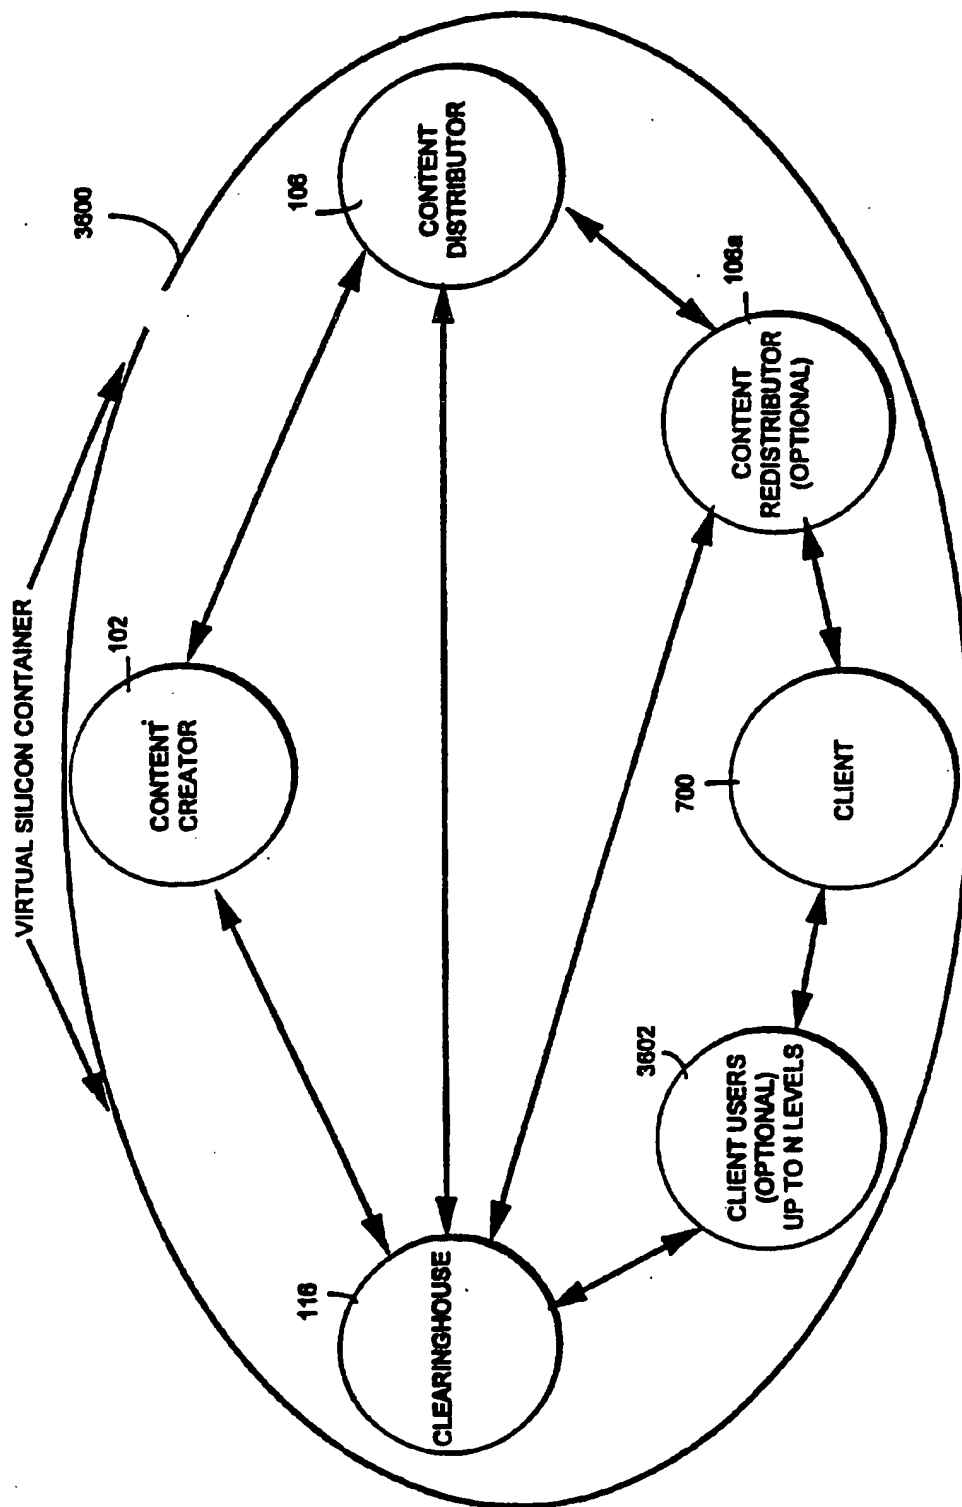 VIRTUAL SILICON CONTAINER
3600
102
CONTENT
CREATOR
106
CONTENT
DISTRIBUTOR
116
CLEARINGHOUSE
106a
CONTENT
REDISTRIBUTOR
(OPTIONAL)
3602
CLIENT USERS
(OPTIONAL)
UP TO N LEVELS
700
CLIENT